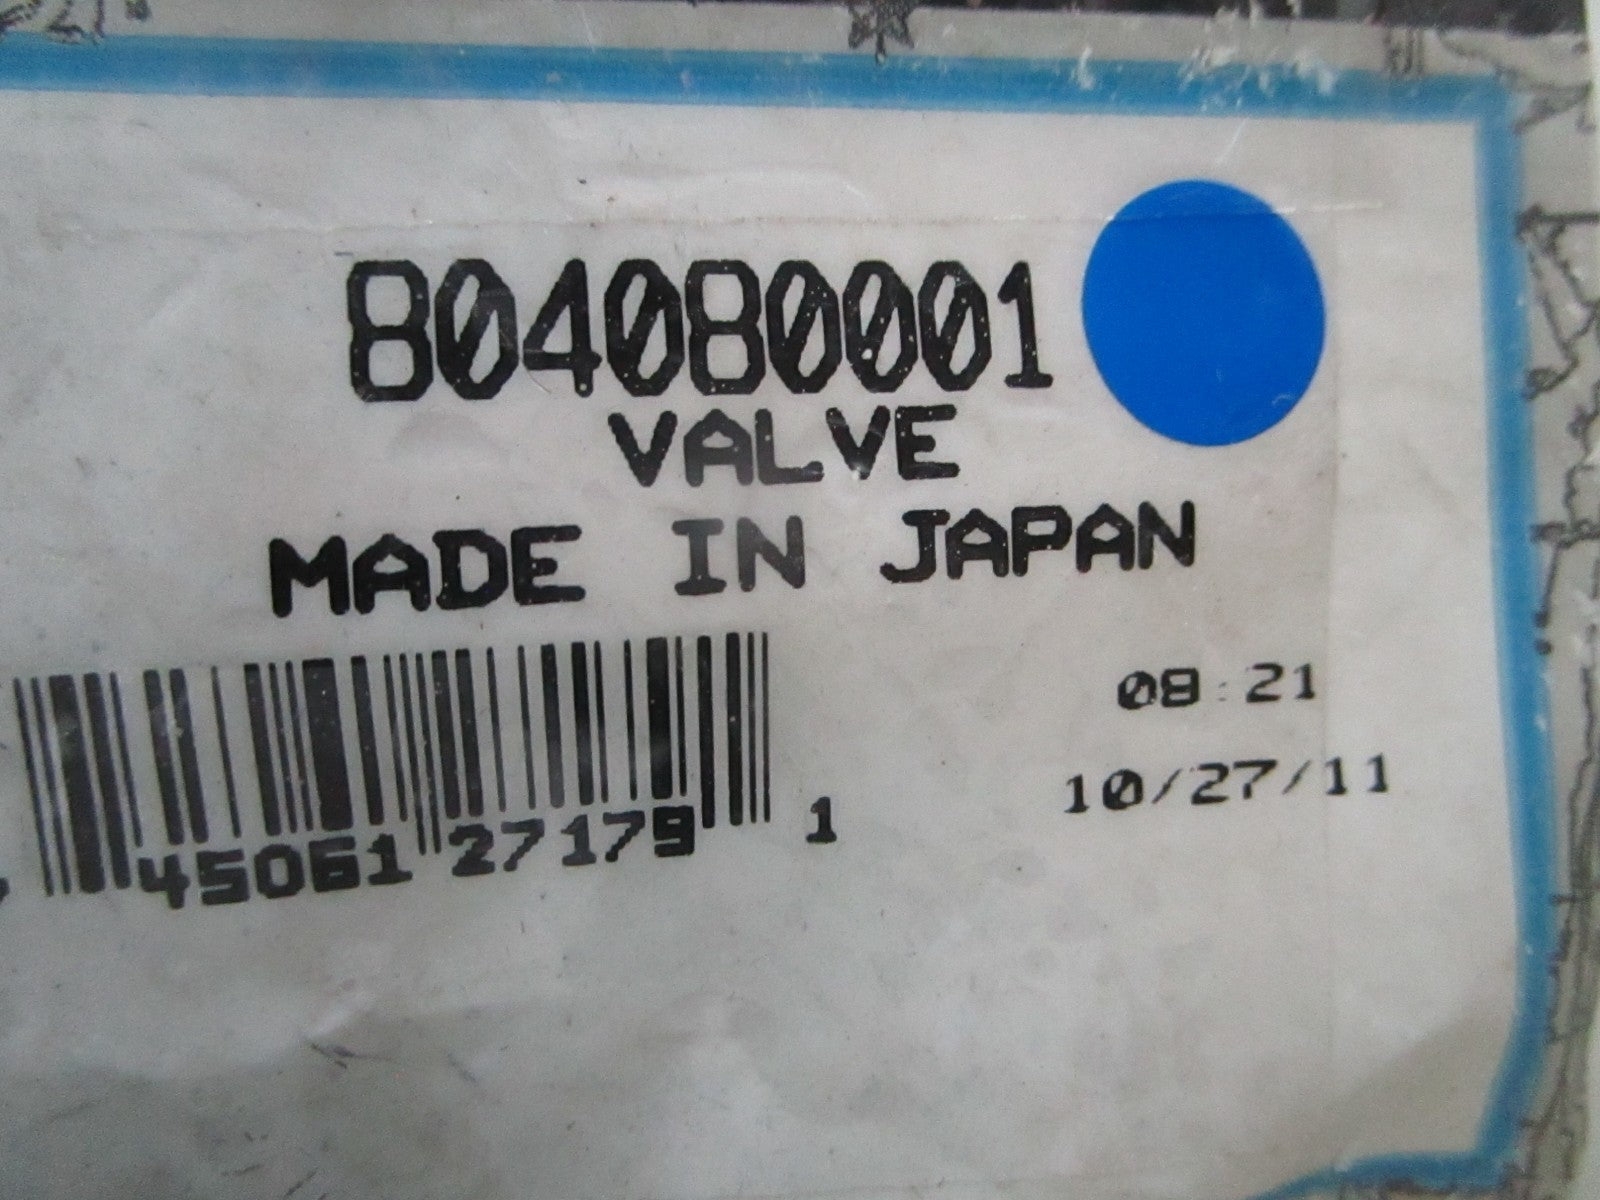 804080001
VALVE
MADE IN JAPAN
08:21
10/27/11
45061 27179 1